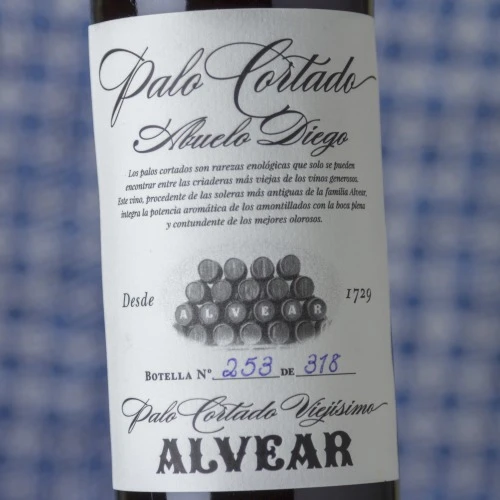 Palo Cortado
Abuelo Diego
Los palos cortados son rarezas enológicas que solo se pueden
encontrar entre las criaderas más viejas de los vinos generosos.
Este vino, procedente de las soleras más antiguas de la familia Alvear,
integra la potencia aromática de los amontillados con la boca plena
y contundente de los mejores olorosos.
Desde 1729
ALVEAR
BOTELLA Nº 253 DE 318
Palo Cortado Viejísimo
ALVEAR